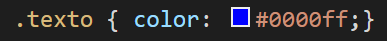 .texto { color: #0000ff;}